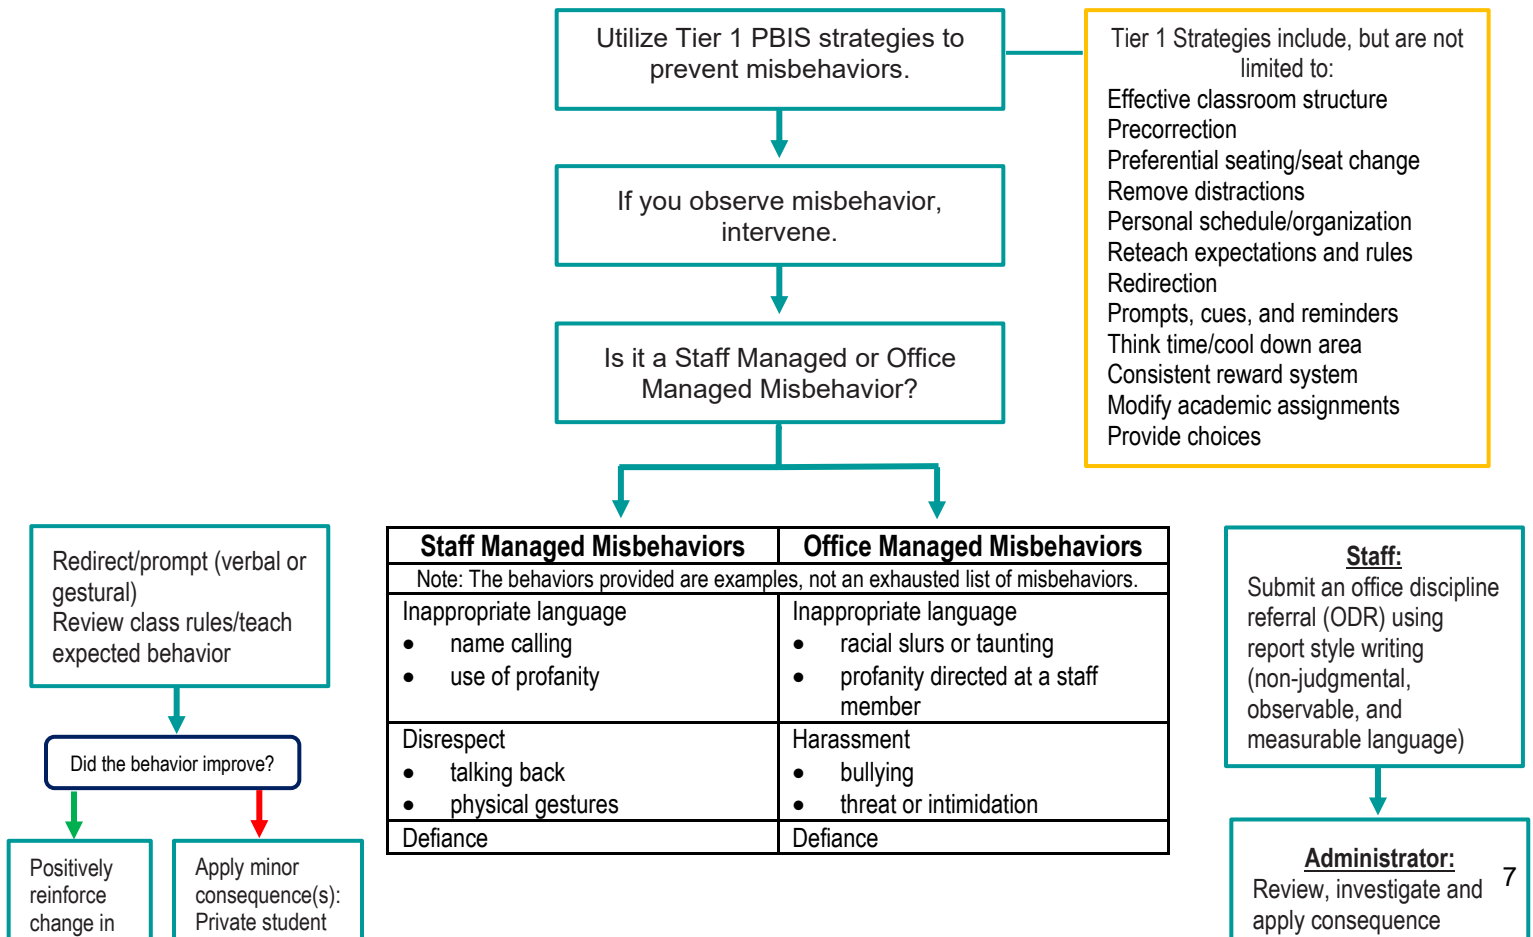 Utilize Tier 1 PBIS strategies to
prevent misbehaviors.
Tier 1 Strategies include, but are not
limited to:
Effective classroom structure
Precorrection
Preferential seating/seat change
Remove distractions
Personal schedule/organization
Reteach expectations and rules
Redirection
Prompts, cues, and reminders
Think time/cool down area
Consistent reward system
Modify academic assignments
Provide choices
If you observe misbehavior,
intervene.
Is it a Staff Managed or Office
Managed Misbehavior?
Redirect/prompt (verbal or
gestural)
Review class rules/teach
expected behavior
Did the behavior improve?
Positively
reinforce
change in
Apply minor
consequence(s):
Private student
Staff Managed Misbehaviors
Office Managed Misbehaviors
Note: The behaviors provided are examples, not an exhausted list of misbehaviors.
Inappropriate language
• name calling
• use of profanity
Inappropriate language
• racial slurs or taunting
• profanity directed at a staff
member
Disrespect
• talking back
• physical gestures
Harassment
• bullying
• threat or intimidation
Defiance
Defiance
Staff:
Submit an office discipline
referral (ODR) using
report style writing
(non-judgmental,
observable, and
measurable language)
Administrator:
Review, investigate and
apply consequence
7